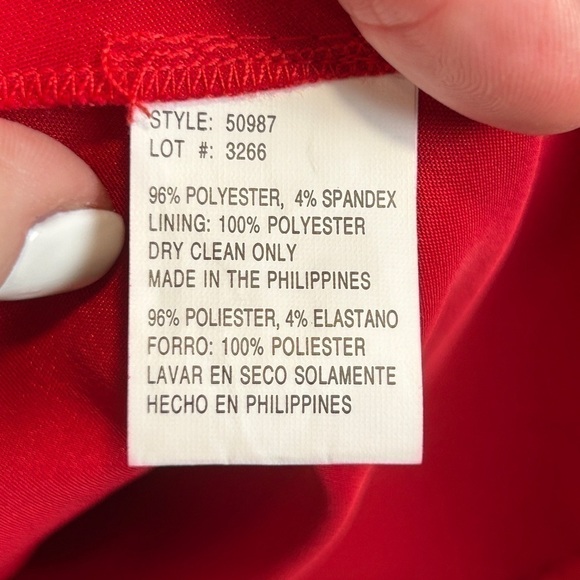 STYLE: 50987
LOT #: 3266
96% POLYESTER, 4% SPANDEX
LINING: 100% POLYESTER
DRY CLEAN ONLY
MADE IN THE PHILIPPINES
96% POLIESTER, 4% ELASTANO
FORRO: 100% POLIESTER
LAVAR EN SECO SOLAMENTE
HECHO EN PHILIPPINES